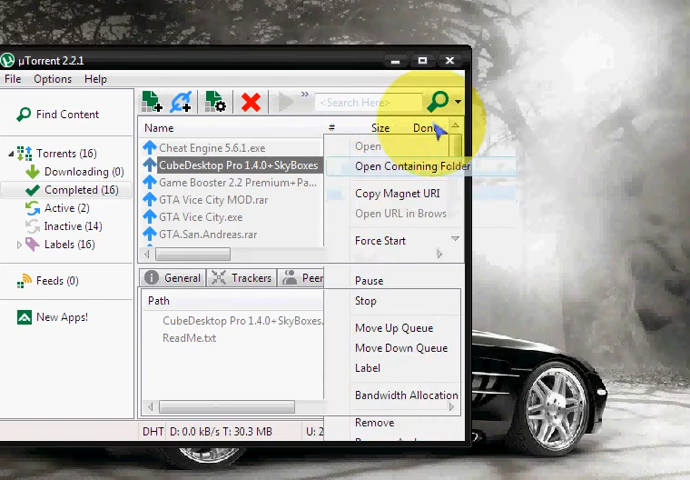 µTorrent 2.2.1
File Options Help
<Search Here>
Find Content
Name # Size Done
Torrents (16)
Downloading (0)
Completed (16)
Active (2)
Inactive (14)
Labels (16)
Feeds (0)
New Apps!
Cheat Engine 5.6.1.exe
CubeDesktop Pro 1.4.0+SkyBoxes
Game Booster 2.2 Premium+Pa...
GTA Vice City MOD.rar
GTA Vice City.exe
GTA.San.Andreas.rar
Open
Open Containing Folder
Copy Magnet URI
Open URL in Brows
Force Start
Pause
Stop
Move Up Queue
Move Down Queue
Label
Bandwidth Allocation
Remove
General Trackers Peer
Path
CubeDesktop Pro 1.4.0+SkyBoxes.
ReadMe.txt
DHT: D: 0.0 kB/s T: 30.3 MB U: 2